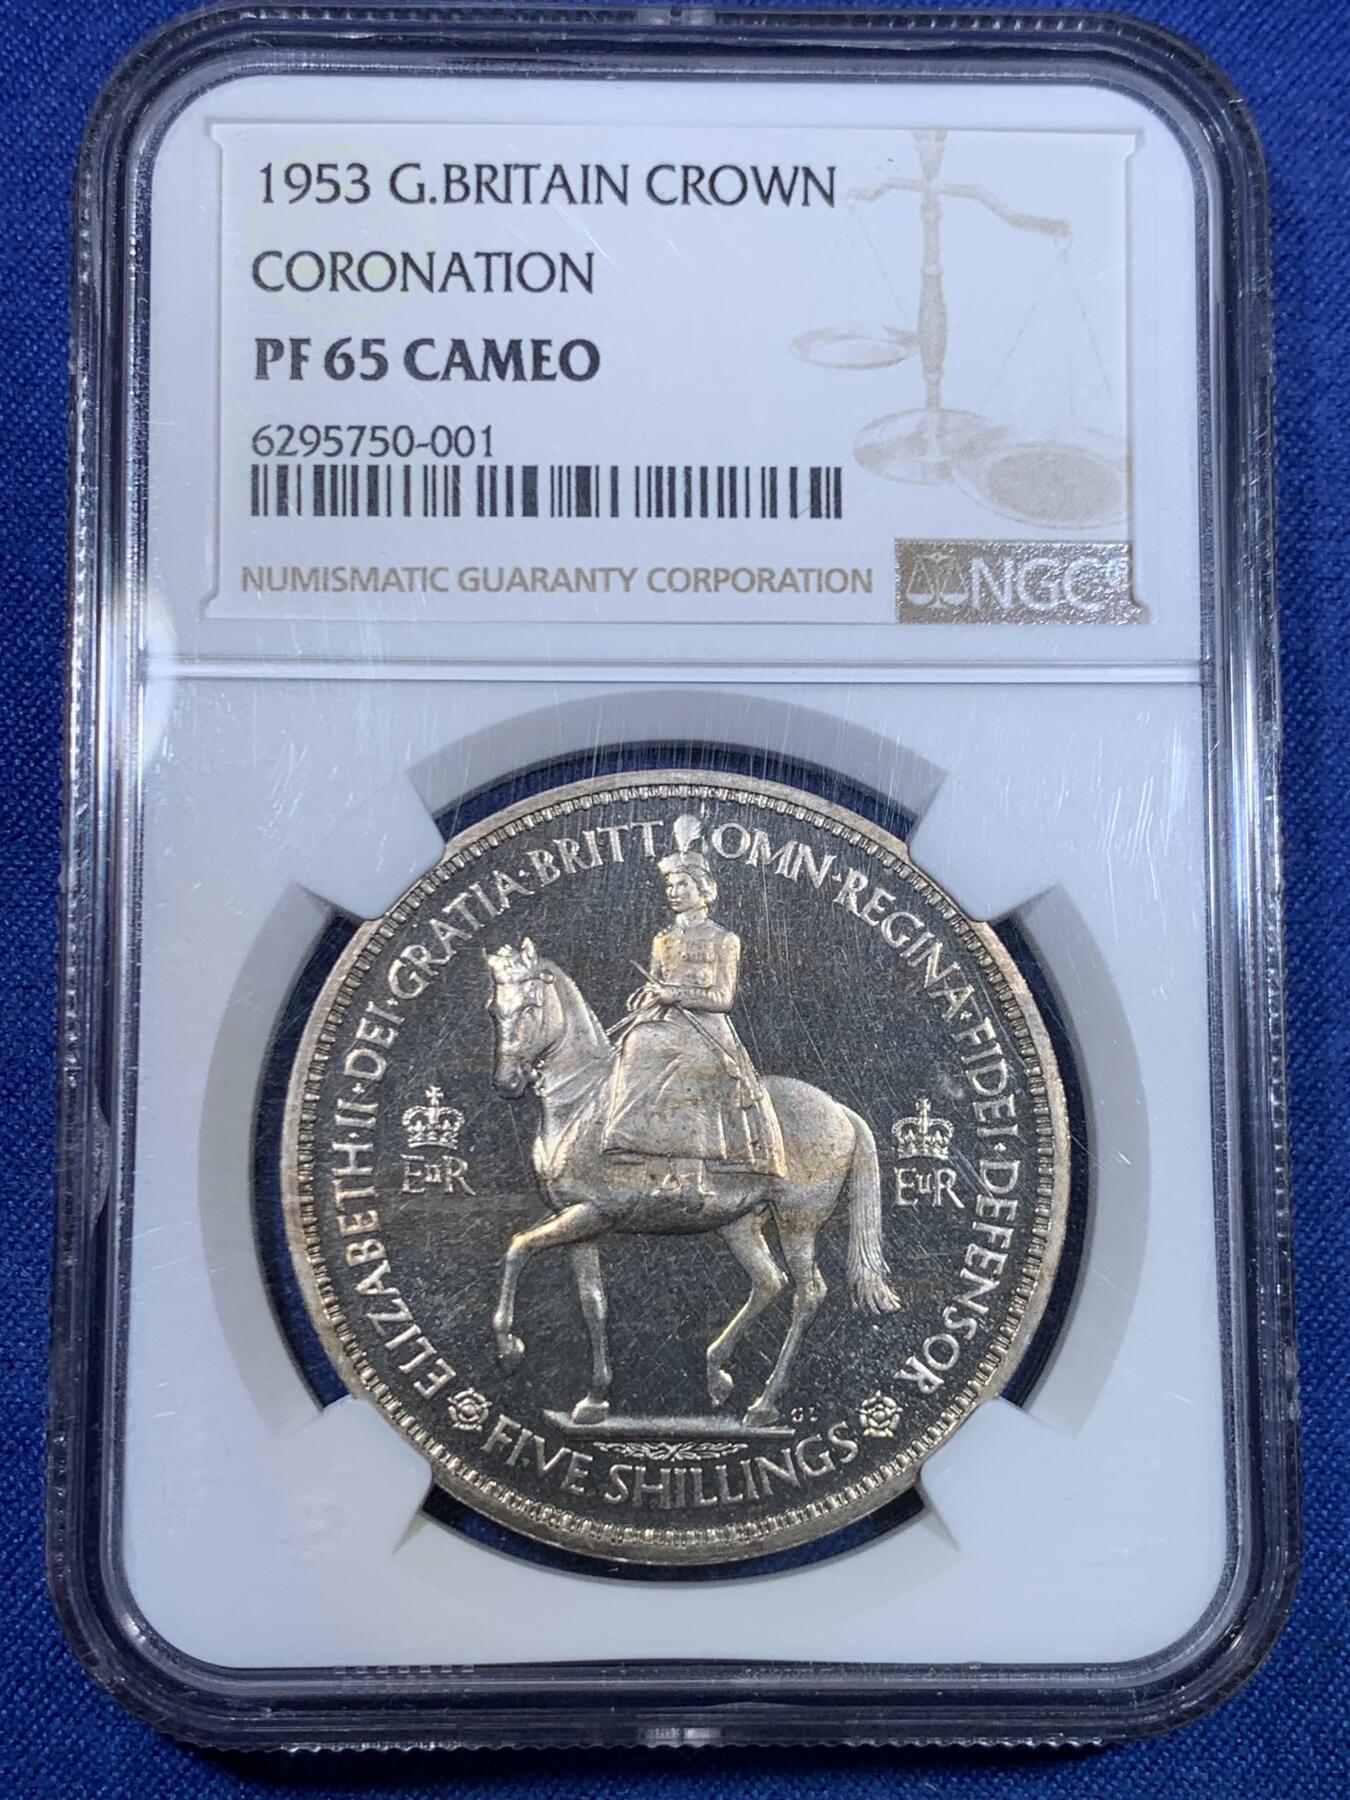 1953 G.BRITAIN CROWN
CORONATION
PF 65 CAMEO
6295750-001
NUMISMATIC GUARANTY CORPORATION
NGC
ELIZABETH·II·DEI·GRATIA·BRITT·OMN·REGINA·FIDEI·DEFENSOR
EIIR
EIIR
FIVE SHILLINGS